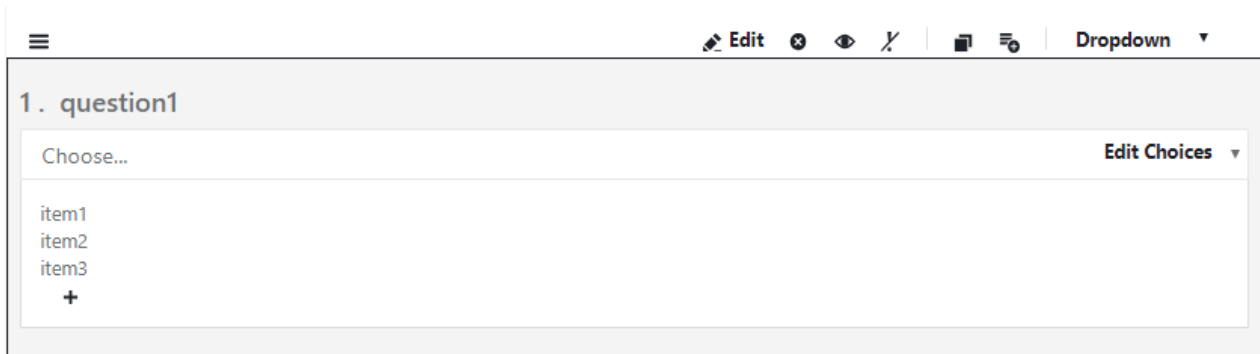 Edit Dropdown
1. question1
Choose... Edit Choices
item1
item2
item3
+